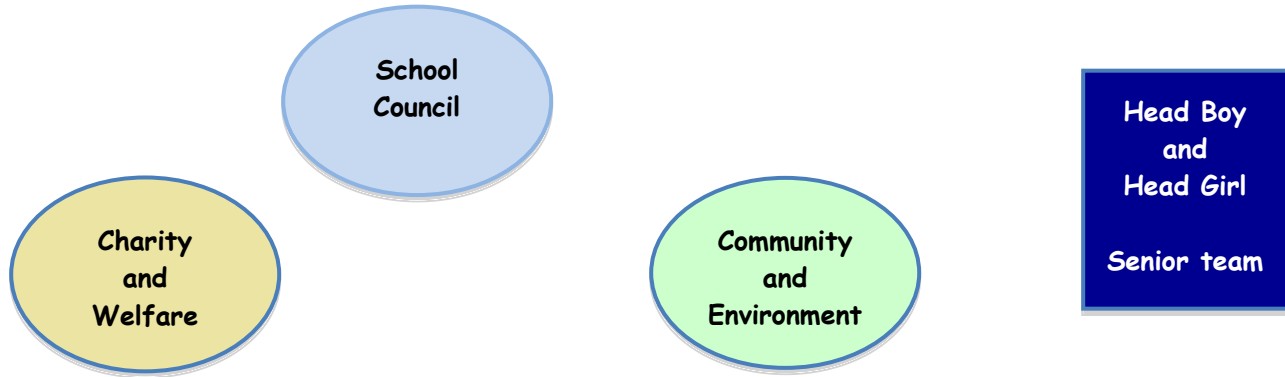 School
Council
Charity
and
Welfare
Community
and
Environment
Head Boy
and
Head Girl
Senior team